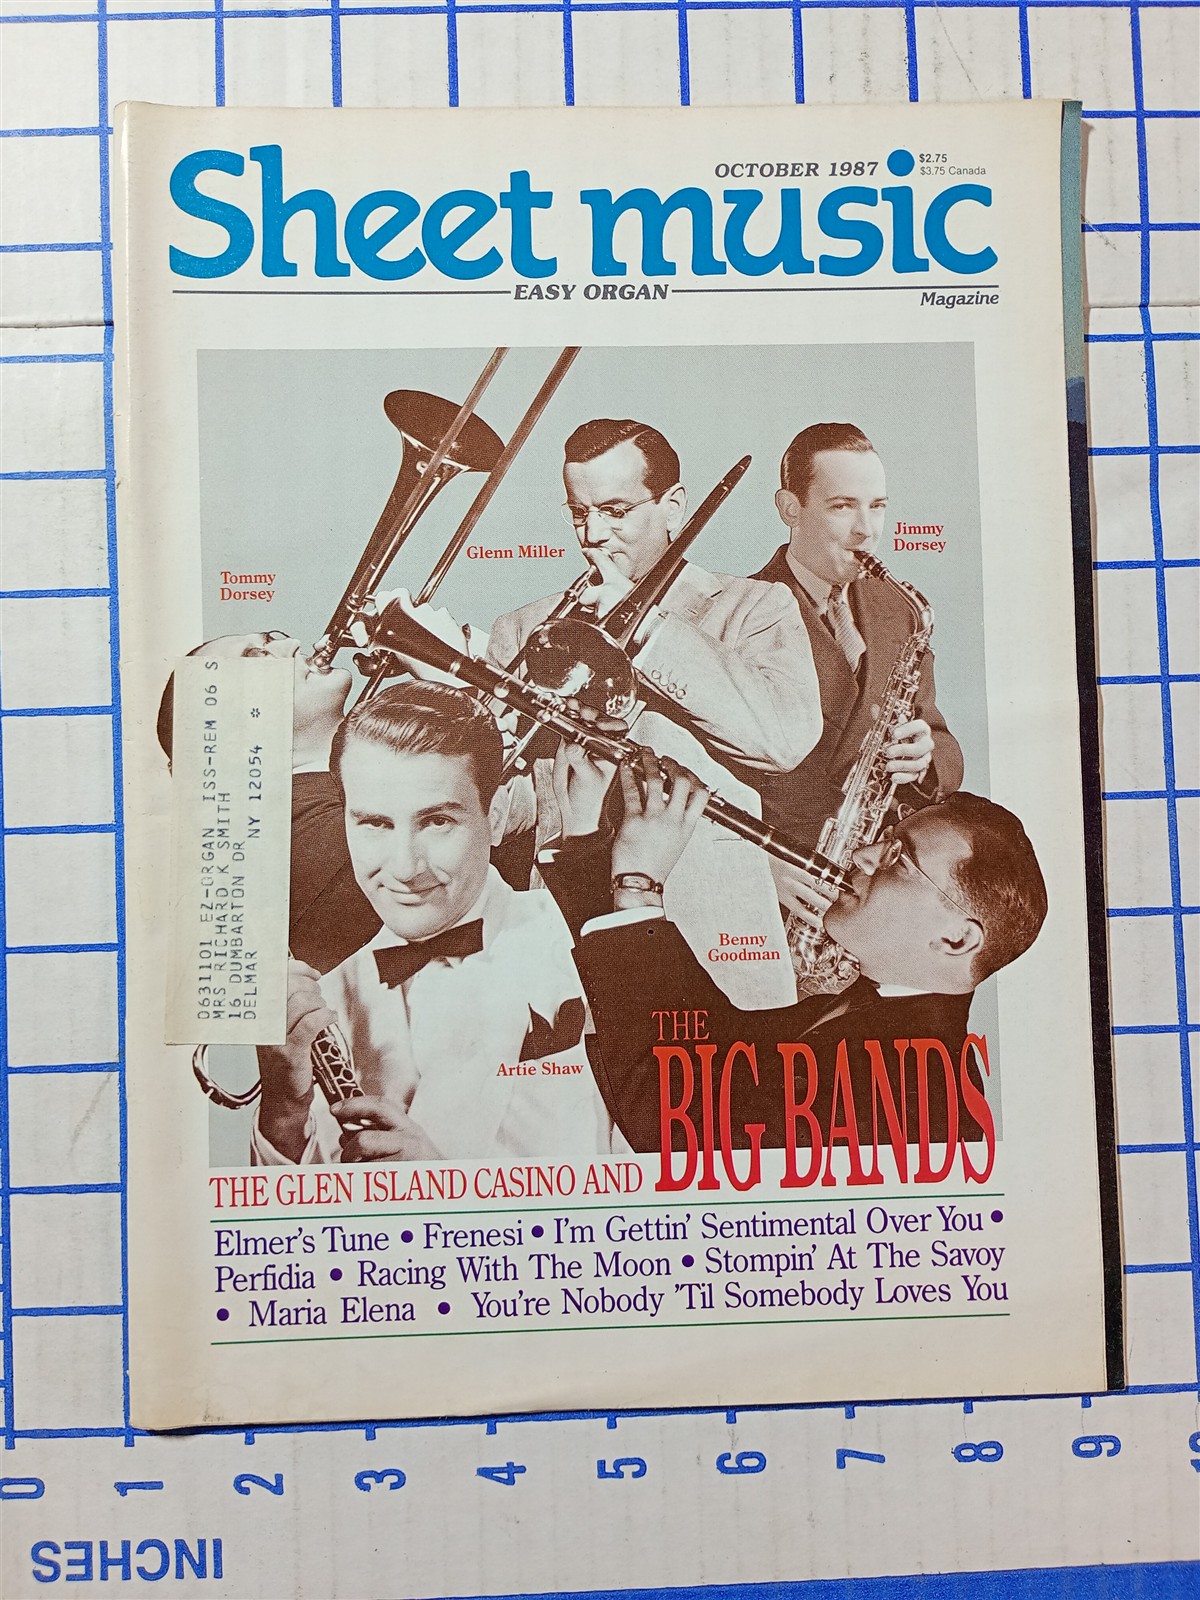 OCTOBER 1987
$2.75
$3.75 Canada
Sheet music
EASY ORGAN
Magazine
Glenn Miller
Jimmy
Dorsey
Tommy
Dorsey
0631101 EZ-ORGAN ISS-REM 06 S
MRS RICHARD K SMITH
16 DUMBARTON DR *
DELMAR NY 12054
Benny
Goodman
Artie Shaw
THE
BIG BANDS
THE GLEN ISLAND CASINO AND
Elmer's Tune • Frenesi • I'm Gettin' Sentimental Over You •
Perfidia • Racing With The Moon • Stompin' At The Savoy
• Maria Elena • You're Nobody 'Til Somebody Loves You
0 1 2 3 4 5 6 7 8 9 10
INCHES